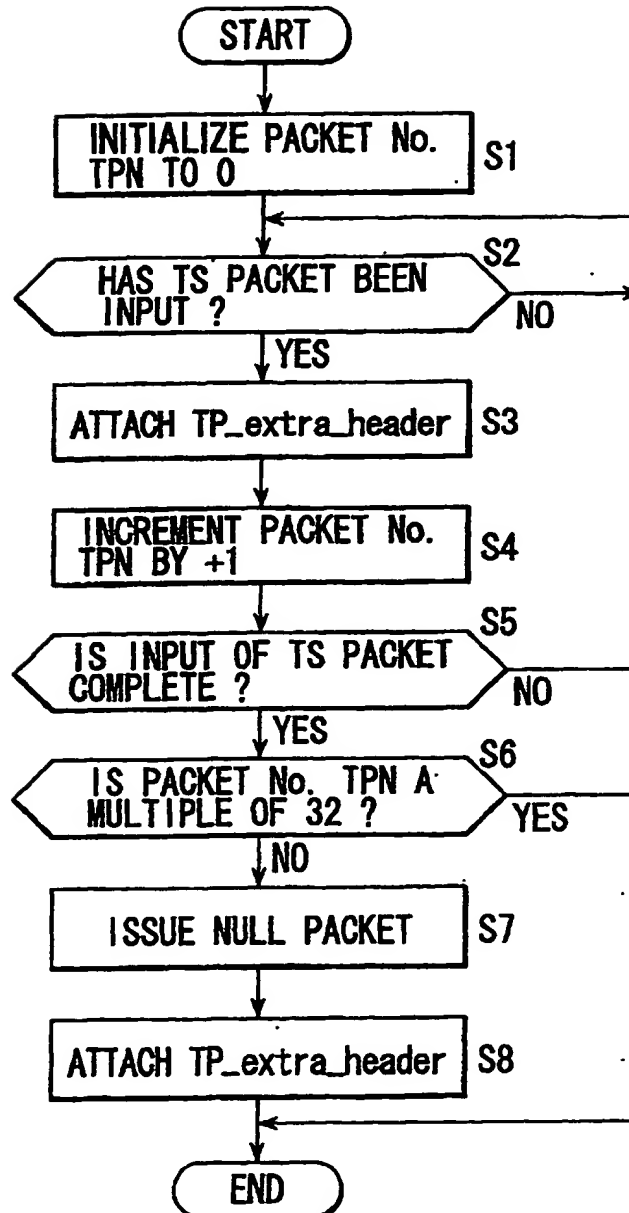 START
INITIALIZE PACKET No.
TPN TO 0
S1
S2
HAS TS PACKET BEEN
INPUT ?
NO
YES
ATTACH TP_extra_header
S3
INCREMENT PACKET No.
TPN BY +1
S4
S5
IS INPUT OF TS PACKET
COMPLETE ?
NO
YES
S6
IS PACKET No. TPN A
MULTIPLE OF 32 ?
YES
NO
ISSUE NULL PACKET
S7
ATTACH TP_extra_header
S8
END